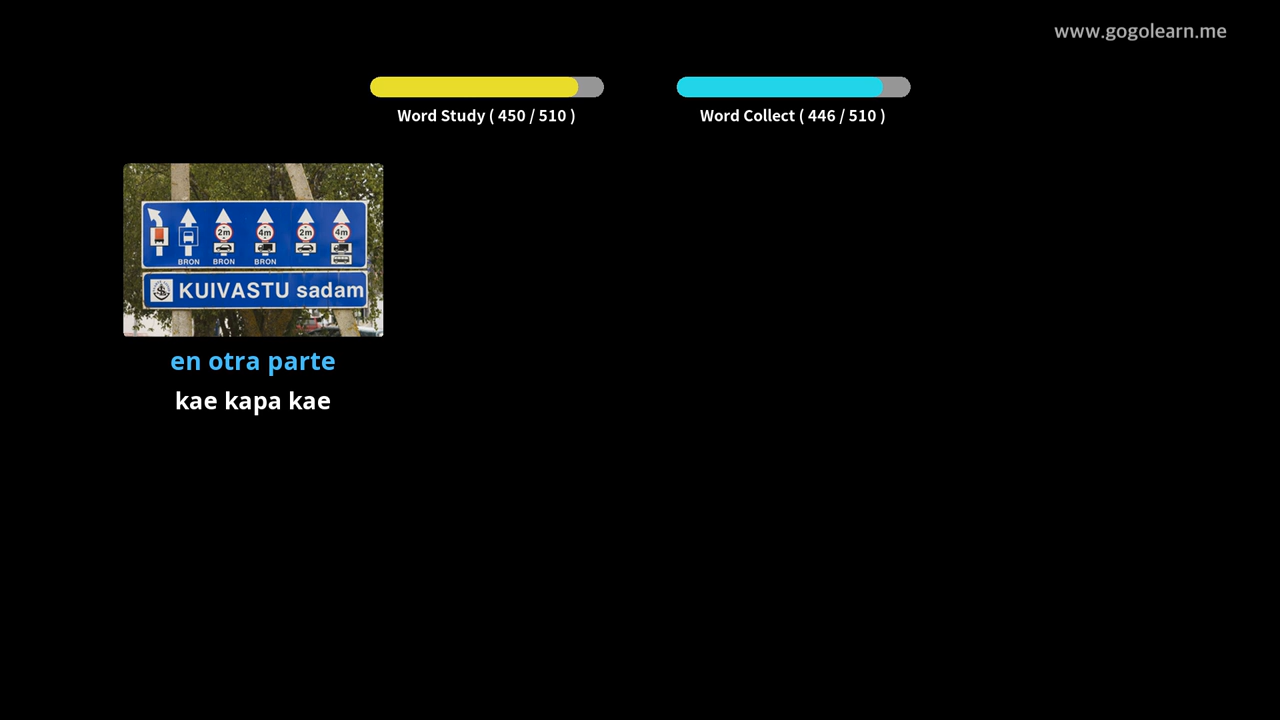 www.gogolearn.me
Word Study ( 450 / 510 )
Word Collect ( 446 / 510 )
2m 4m 2m 4m
BRON BRON BRON
KUIVASTU sadam
en otra parte
kae kapa kae